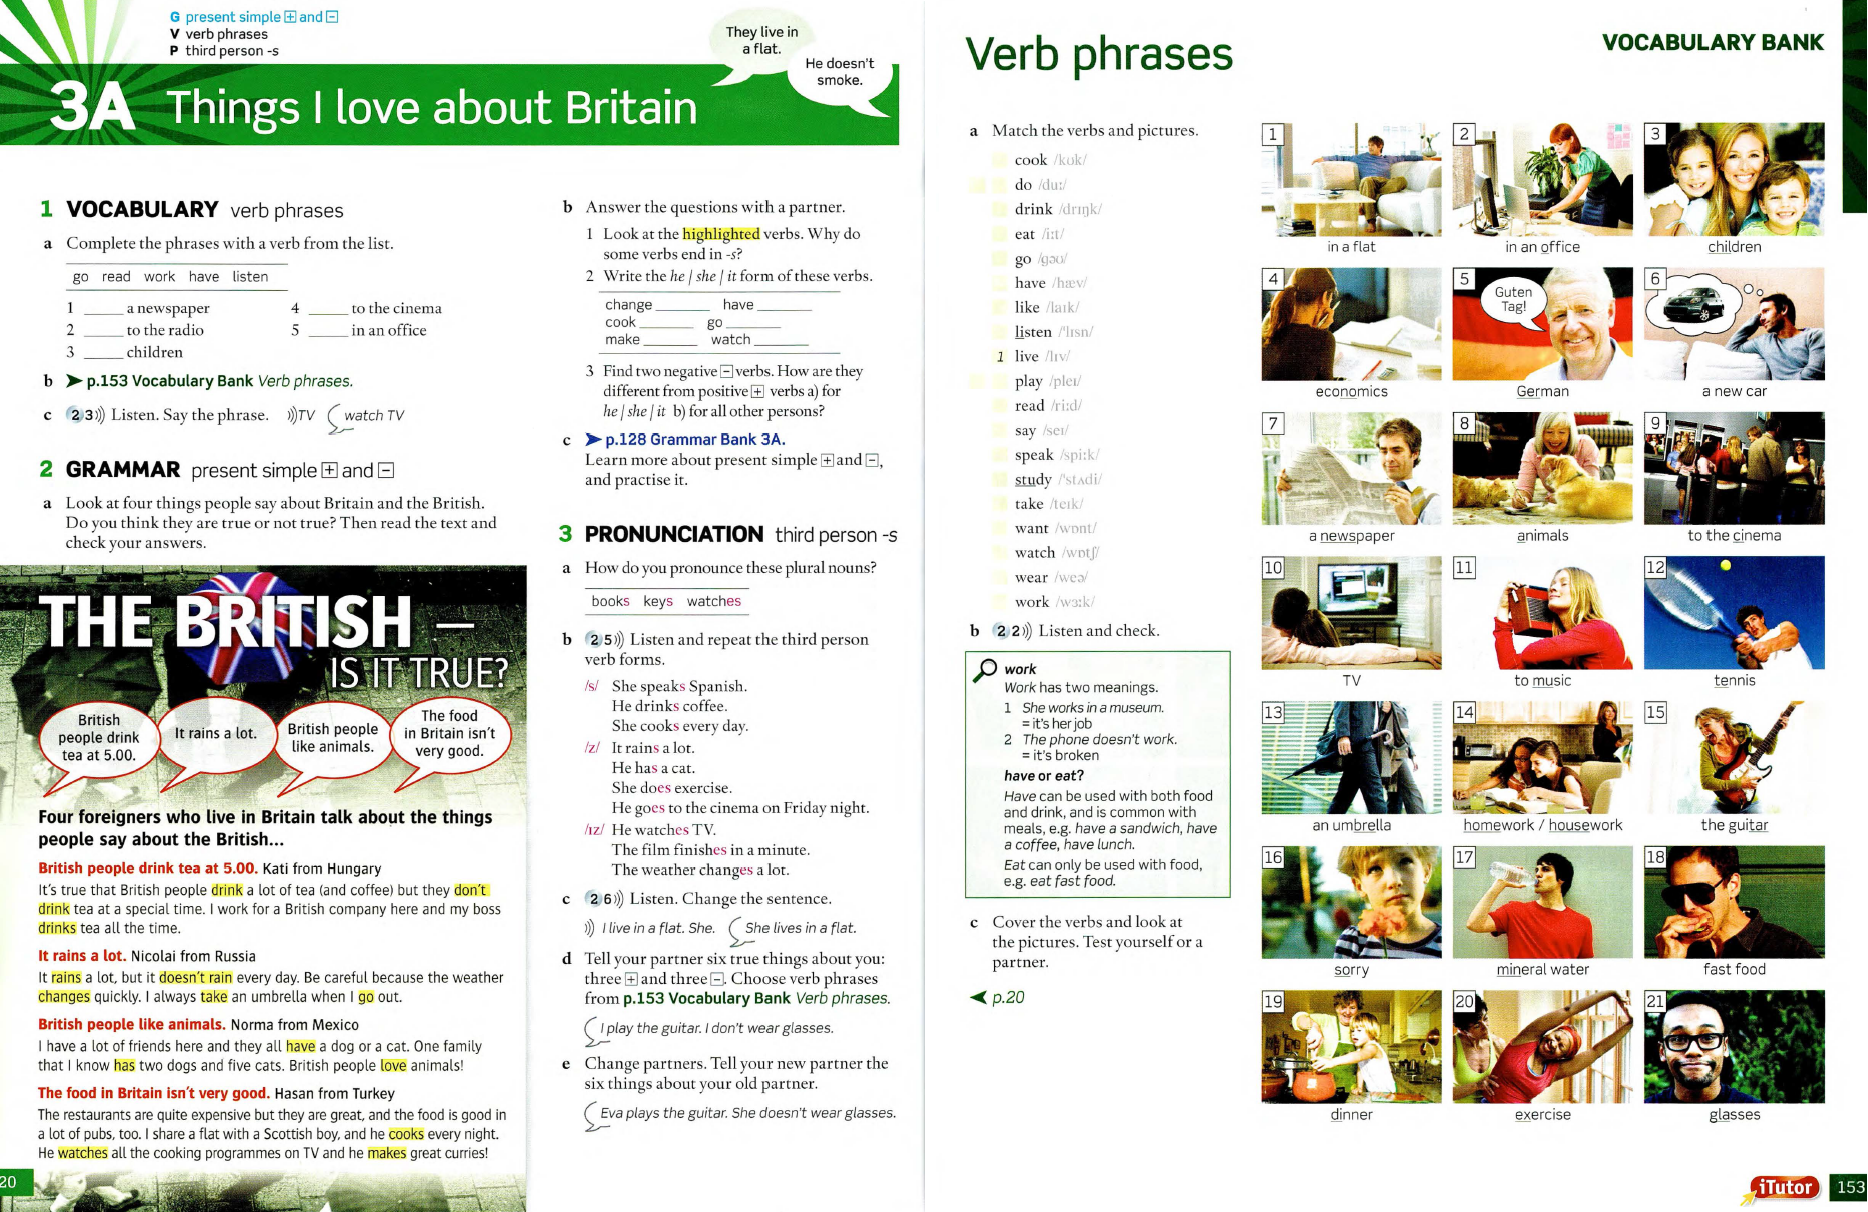 G present simple + and −
V verb phrases
P third person -s
They live in
a flat.
He doesn't
smoke.
3A Things I love about Britain
1 VOCABULARY verb phrases
a Complete the phrases with a verb from the list.
go read work have listen
1 ______ a newspaper
2 ______ to the radio
3 ______ children
4 ______ to the cinema
5 ______ in an office
b ➤ p.153 Vocabulary Bank Verb phrases.
c 2 3)) Listen. Say the phrase. ))TV watch TV
2 GRAMMAR present simple + and −
a Look at four things people say about Britain and the British.
Do you think they are true or not true? Then read the text and
check your answers.
THE BRITISH –
IS IT TRUE?
British
people drink
tea at 5.00.
It rains a lot.
British people
like animals.
The food
in Britain isn't
very good.
Four foreigners who live in Britain talk about the things
people say about the British...
British people drink tea at 5.00. Kati from Hungary
It's true that British people drink a lot of tea (and coffee) but they don't
drink tea at a special time. I work for a British company here and my boss
drinks tea all the time.
It rains a lot. Nicolai from Russia
It rains a lot, but it doesn't rain every day. Be careful because the weather
changes quickly. I always take an umbrella when I go out.
British people like animals. Norma from Mexico
I have a lot of friends here and they all have a dog or a cat. One family
that I know has two dogs and five cats. British people love animals!
The food in Britain isn't very good. Hasan from Turkey
The restaurants are quite expensive but they are great, and the food is good in
a lot of pubs, too. I share a flat with a Scottish boy, and he cooks every night.
He watches all the cooking programmes on TV and he makes great curries!
20
b Answer the questions with a partner.
1 Look at the highlighted verbs. Why do
some verbs end in -s?
2 Write the he / she / it form of these verbs.
change ________ have ________
cook ________ go ________
make ________ watch ________
3 Find two negative − verbs. How are they
different from positive + verbs a) for
he / she / it b) for all other persons?
c ➤ p.128 Grammar Bank 3A.
Learn more about present simple + and −,
and practise it.
3 PRONUNCIATION third person -s
a How do you pronounce these plural nouns?
books keys watches
b 2 5)) Listen and repeat the third person
verb forms.
/s/ She speaks Spanish.
He drinks coffee.
She cooks every day.
/z/ It rains a lot.
He has a cat.
She does exercise.
He goes to the cinema on Friday night.
/ɪz/ He watches TV.
The film finishes in a minute.
The weather changes a lot.
c 2 6)) Listen. Change the sentence.
)) I live in a flat. She. She lives in a flat.
d Tell your partner six true things about you:
three + and three −. Choose verb phrases
from p.153 Vocabulary Bank Verb phrases.
I play the guitar. I don't wear glasses.
e Change partners. Tell your new partner the
six things about your old partner.
Eva plays the guitar. She doesn't wear glasses.
Verb phrases
VOCABULARY BANK
a Match the verbs and pictures.
cook /kʊk/
do /duː/
drink /drɪŋk/
eat /iːt/
go /gəʊ/
have /hæv/
like /laɪk/
listen /ˈlɪsn/
1 live /lɪv/
play /pleɪ/
read /riːd/
say /seɪ/
speak /spiːk/
study /ˈstʌdi/
take /teɪk/
want /wɒnt/
watch /wɒtʃ/
wear /weə/
work /wɜːk/
b 2 2)) Listen and check.
work
Work has two meanings.
1 She works in a museum.
= it's her job
2 The phone doesn't work.
= it's broken
have or eat?
Have can be used with both food
and drink, and is common with
meals, e.g. have a sandwich, have
a coffee, have lunch.
Eat can only be used with food,
e.g. eat fast food.
c Cover the verbs and look at
the pictures. Test yourself or a
partner.
◄ p.20
1 in a flat
2 in an office
3 children
4 economics
5 Guten
Tag!
German
6 a new car
7 a newspaper
8 animals
9 to the cinema
10 TV
11 to music
12 tennis
13 an umbrella
14 homework / housework
15 the guitar
16 sorry
17 mineral water
18 fast food
19 dinner
20 exercise
21 glasses
iTutor
153